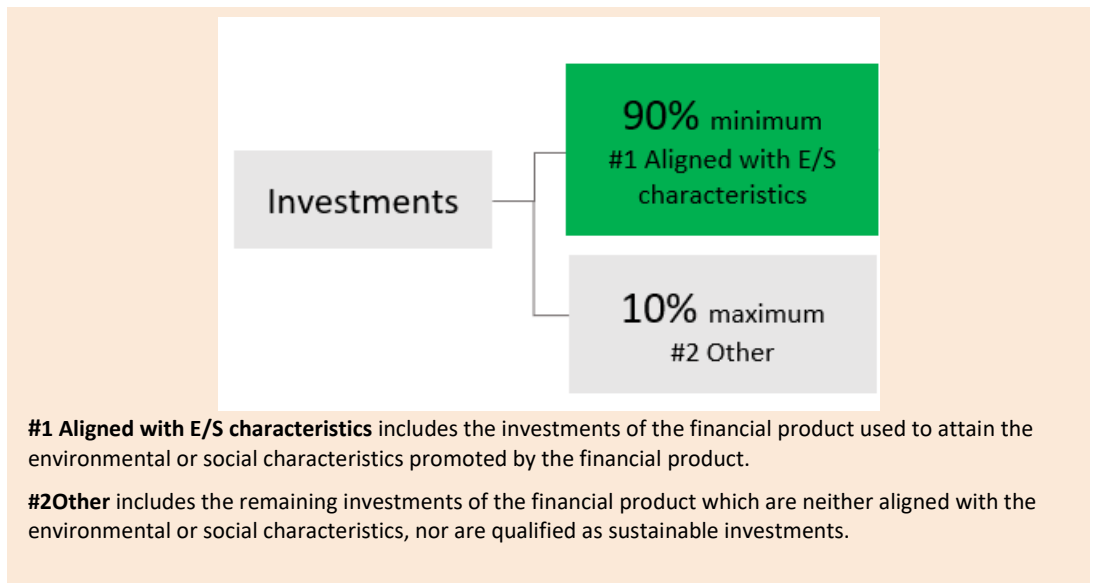 Investments
90% minimum
#1 Aligned with E/S
characteristics
10% maximum
#2 Other
#1 Aligned with E/S characteristics includes the investments of the financial product used to attain the
environmental or social characteristics promoted by the financial product.
#2Other includes the remaining investments of the financial product which are neither aligned with the
environmental or social characteristics, nor are qualified as sustainable investments.